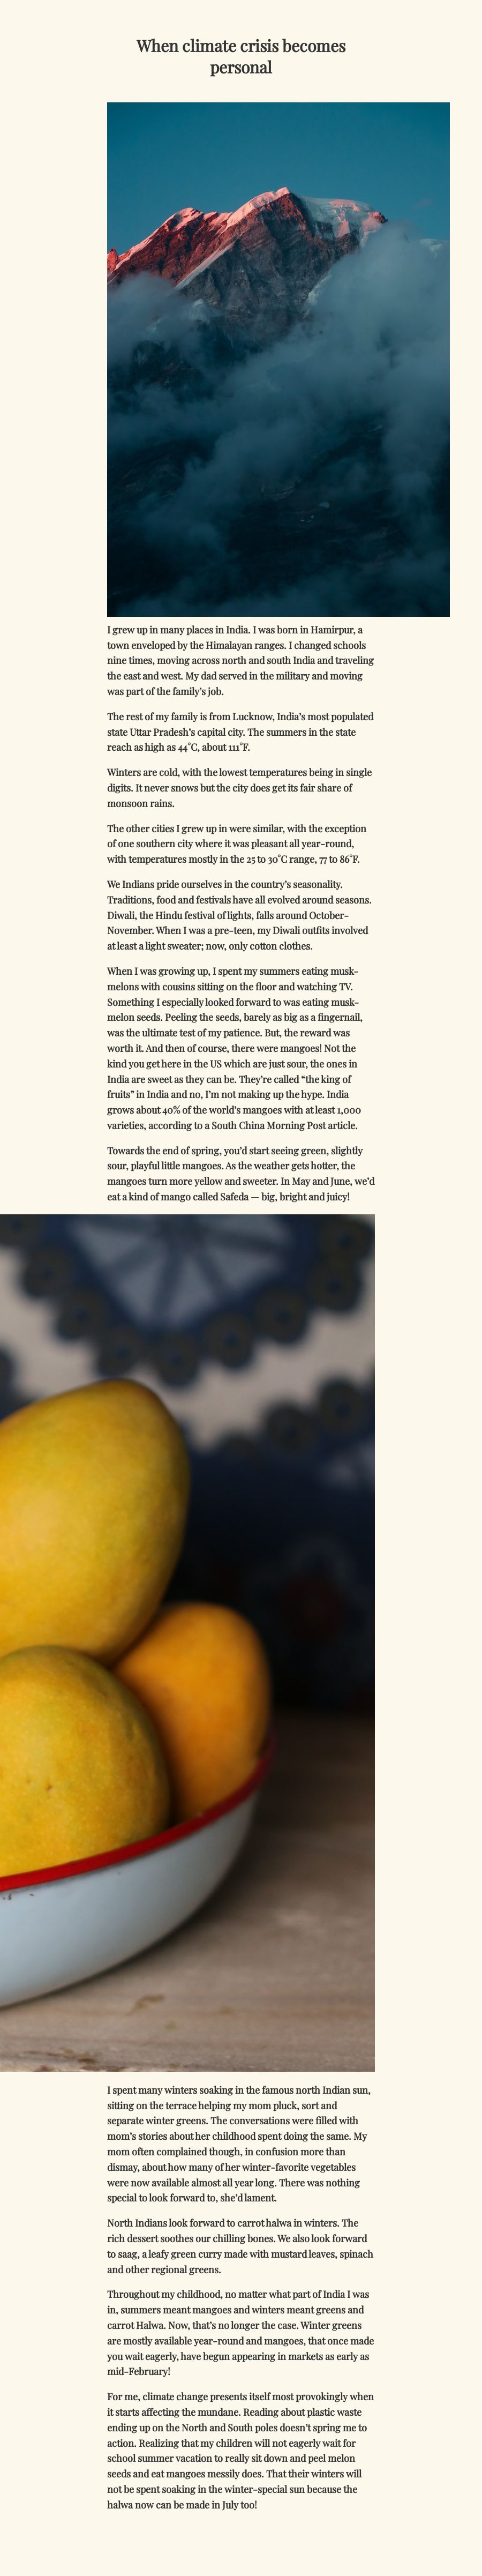 When climate crisis becomes
personal
I grew up in many places in India. I was born in Hamirpur, a
town enveloped by the Himalayan ranges. I changed schools
nine times, moving across north and south India and traveling
the east and west. My dad served in the military and moving
was part of the family's job.
The rest of my family is from Lucknow, India's most populated
state Uttar Pradesh's capital city. The summers in the state
reach as high as 44°C, about 111°F.
Winters are cold, with the lowest temperatures being in single
digits. It never snows but the city does get its fair share of
monsoon rains.
The other cities I grew up in were similar, with the exception
of one southern city where it was pleasant all year-round,
with temperatures mostly in the 25 to 30°C range, 77 to 86°F.
We Indians pride ourselves in the country's seasonality.
Traditions, food and festivals have all evolved around seasons.
Diwali, the Hindu festival of lights, falls around October-
November. When I was a pre-teen, my Diwali outfits involved
at least a light sweater; now, only cotton clothes.
When I was growing up, I spent my summers eating musk-
melons with cousins sitting on the floor and watching TV.
Something I especially looked forward to was eating musk-
melon seeds. Peeling the seeds, barely as big as a fingernail,
was the ultimate test of my patience. But, the reward was
worth it. And then of course, there were mangoes! Not the
kind you get here in the US which are just sour, the ones in
India are sweet as they can be. They're called “the king of
fruits” in India and no, I'm not making up the hype. India
grows about 40% of the world's mangoes with at least 1,000
varieties, according to a South China Morning Post article.
Towards the end of spring, you'd start seeing green, slightly
sour, playful little mangoes. As the weather gets hotter, the
mangoes turn more yellow and sweeter. In May and June, we'd
eat a kind of mango called Safeda — big, bright and juicy!
I spent many winters soaking in the famous north Indian sun,
sitting on the terrace helping my mom pluck, sort and
separate winter greens. The conversations were filled with
mom's stories about her childhood spent doing the same. My
mom often complained though, in confusion more than
dismay, about how many of her winter-favorite vegetables
were now available almost all year long. There was nothing
special to look forward to, she'd lament.
North Indians look forward to carrot halwa in winters. The
rich dessert soothes our chilling bones. We also look forward
to saag, a leafy green curry made with mustard leaves, spinach
and other regional greens.
Throughout my childhood, no matter what part of India I was
in, summers meant mangoes and winters meant greens and
carrot Halwa. Now, that's no longer the case. Winter greens
are mostly available year-round and mangoes, that once made
you wait eagerly, have begun appearing in markets as early as
mid-February!
For me, climate change presents itself most provokingly when
it starts affecting the mundane. Reading about plastic waste
ending up on the North and South poles doesn't spring me to
action. Realizing that my children will not eagerly wait for
school summer vacation to really sit down and peel melon
seeds and eat mangoes messily does. That their winters will
not be spent soaking in the winter-special sun because the
halwa now can be made in July too!